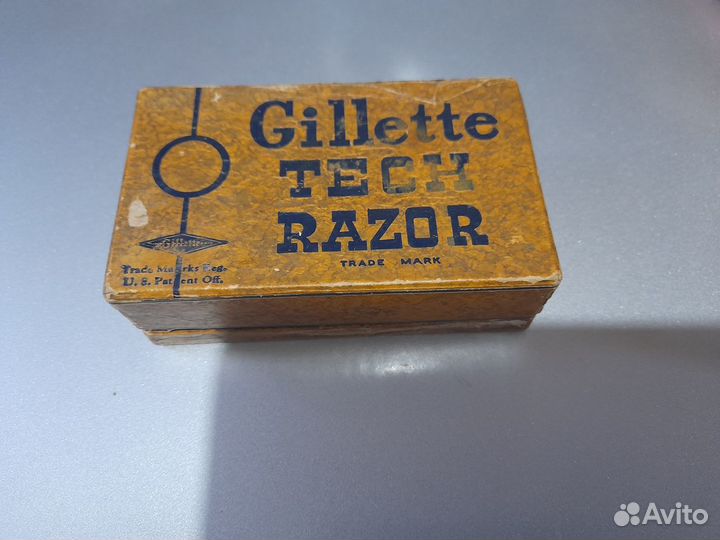 Gillette
TECH
RAZOR
TRADE MARK
Gillette
Trade Marks Reg.
U. S. Patent Off.
Avito